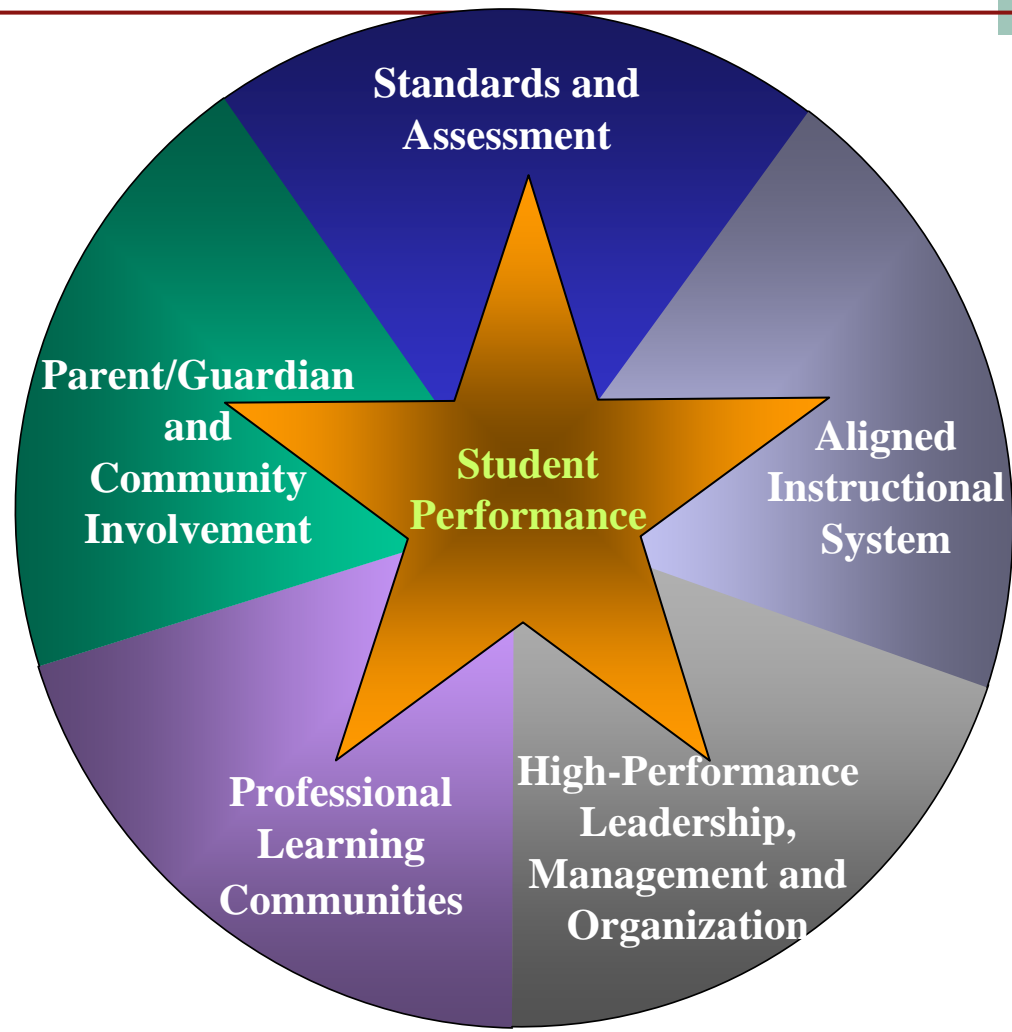 Standards and
Assessment
Parent/Guardian
and
Community
Involvement
Student
Performance
Aligned
Instructional
System
Professional
Learning
Communities
High-Performance
Leadership,
Management and
Organization